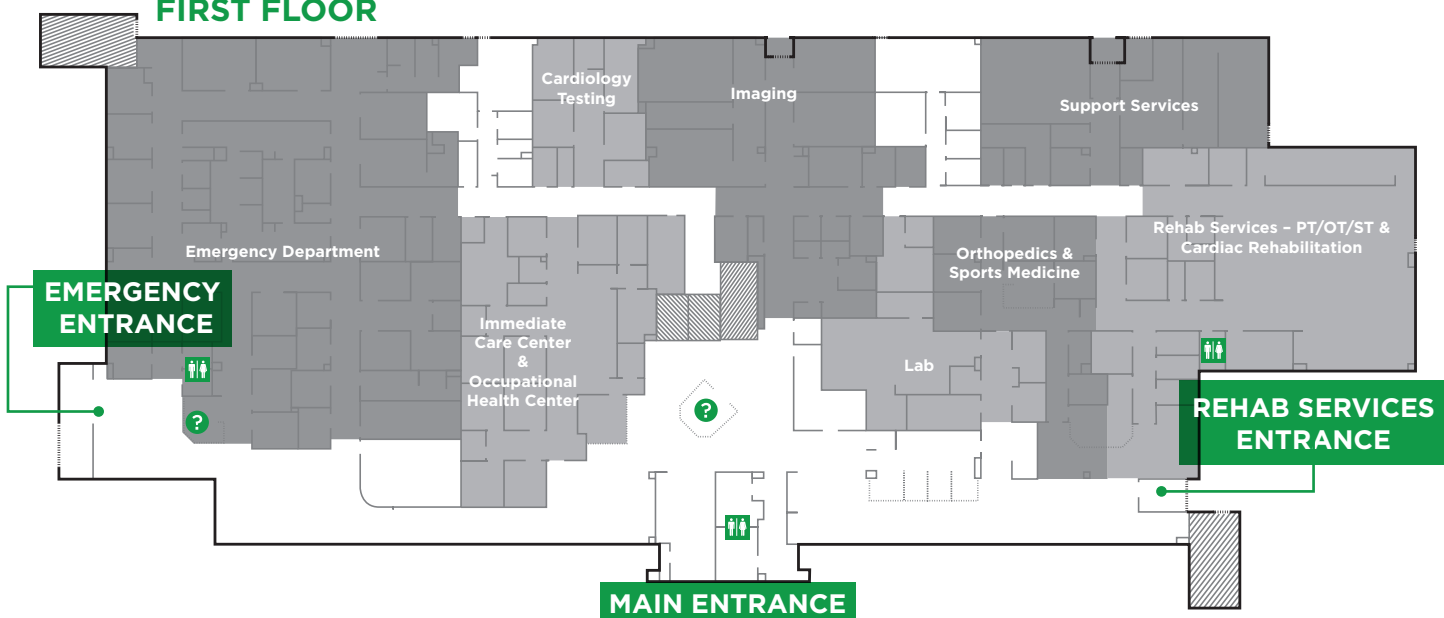 FIRST FLOOR
Cardiology
Testing
Imaging
Support Services
Emergency Department
Rehab Services – PT/OT/ST &
Cardiac Rehabilitation
Orthopedics &
Sports Medicine
EMERGENCY
ENTRANCE
Immediate
Care Center
&
Occupational
Health Center
Lab
?
?
REHAB SERVICES
ENTRANCE
MAIN ENTRANCE